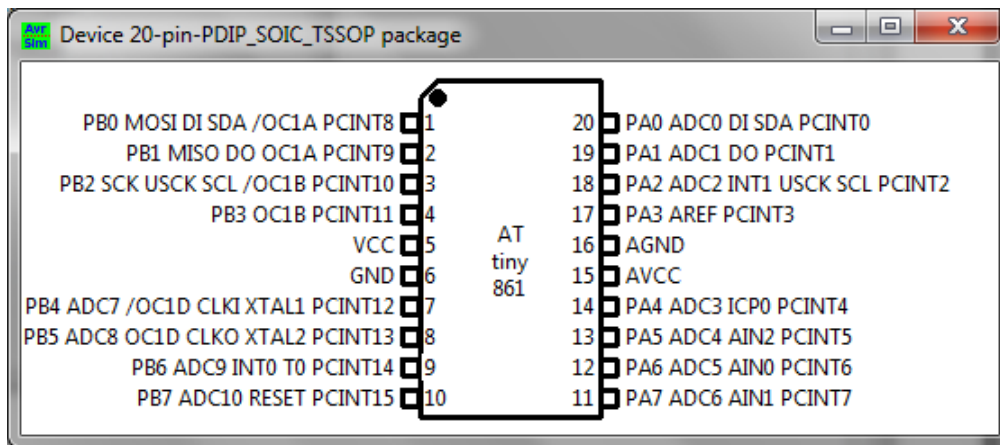 Avr Sim Device 20-pin-PDIP_SOIC_TSSOP package
PB0 MOSI DI SDA /OC1A PCINT8 1 20 PA0 ADC0 DI SDA PCINT0
PB1 MISO DO OC1A PCINT9 2 19 PA1 ADC1 DO PCINT1
PB2 SCK USCK SCL /OC1B PCINT10 3 18 PA2 ADC2 INT1 USCK SCL PCINT2
PB3 OC1B PCINT11 4 17 PA3 AREF PCINT3
VCC 5 AT 16 AGND
GND 6 tiny 15 AVCC
861
PB4 ADC7 /OC1D CLKI XTAL1 PCINT12 7 14 PA4 ADC3 ICP0 PCINT4
PB5 ADC8 OC1D CLKO XTAL2 PCINT13 8 13 PA5 ADC4 AIN2 PCINT5
PB6 ADC9 INT0 T0 PCINT14 9 12 PA6 ADC5 AIN0 PCINT6
PB7 ADC10 RESET PCINT15 10 11 PA7 ADC6 AIN1 PCINT7